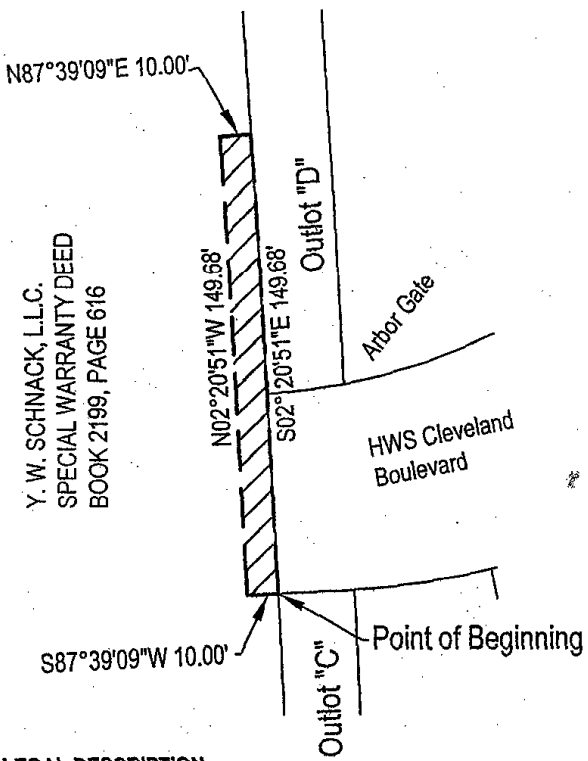 N87°39'09"E 10.00'
Outlot "D"
Y. W. SCHNACK, L.L.C.
SPECIAL WARRANTY DEED
BOOK 2199, PAGE 616
N02°20'51"W 149.68'
S02°20'51"E 149.68'
Arbor Gate
HWS Cleveland
Boulevard
S87°39'09"W 10.00'
Point of Beginning
Outlot "C"
LEGAL DESCRIPTION